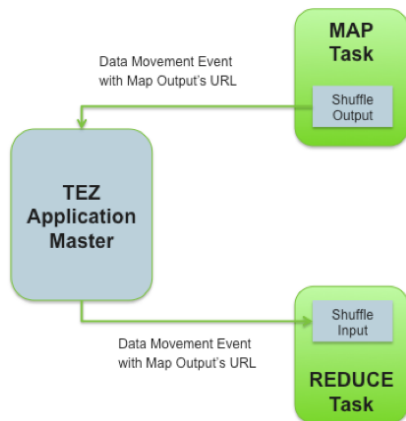 MAP
Task
Data Movement Event
with Map Output's URL
Shuffle
Output
TEZ
Application
Master
Shuffle
Input
Data Movement Event
with Map Output's URL
REDUCE
Task